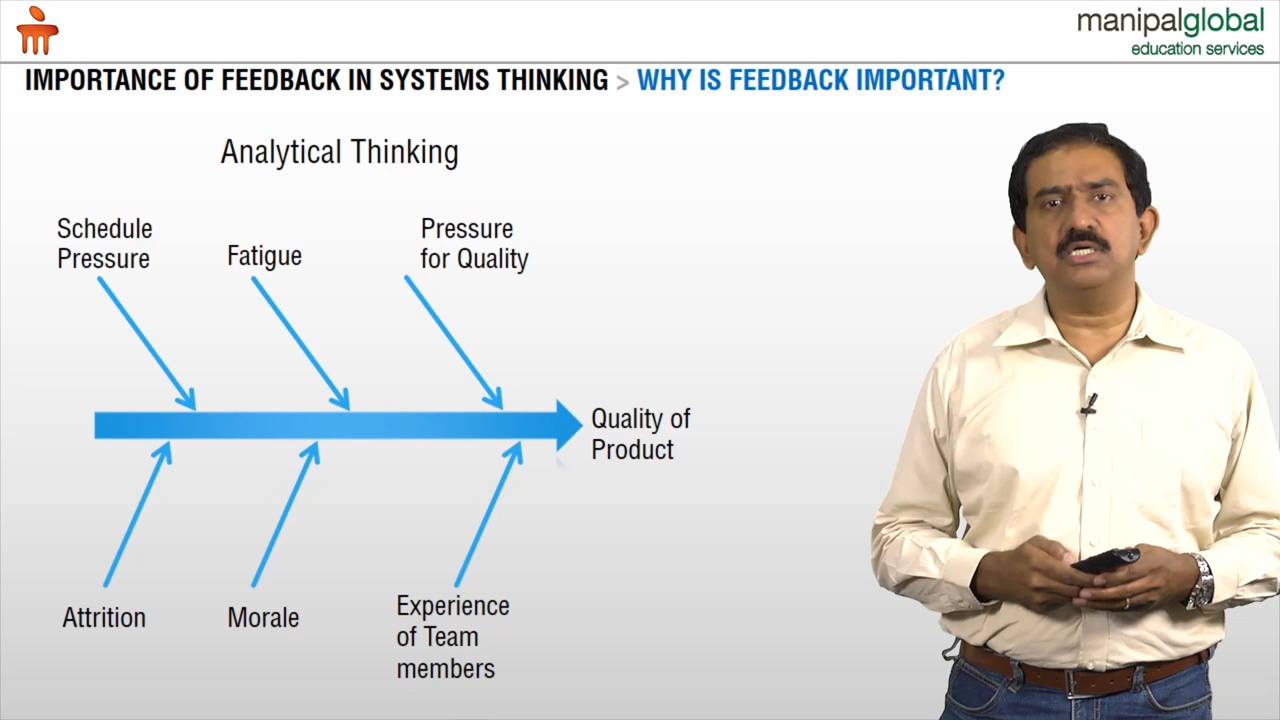 manipalglobal
education services
IMPORTANCE OF FEEDBACK IN SYSTEMS THINKING > WHY IS FEEDBACK IMPORTANT?
Analytical Thinking
Schedule
Pressure
Fatigue
Pressure
for Quality
Quality of
Product
Attrition
Morale
Experience
of Team
members